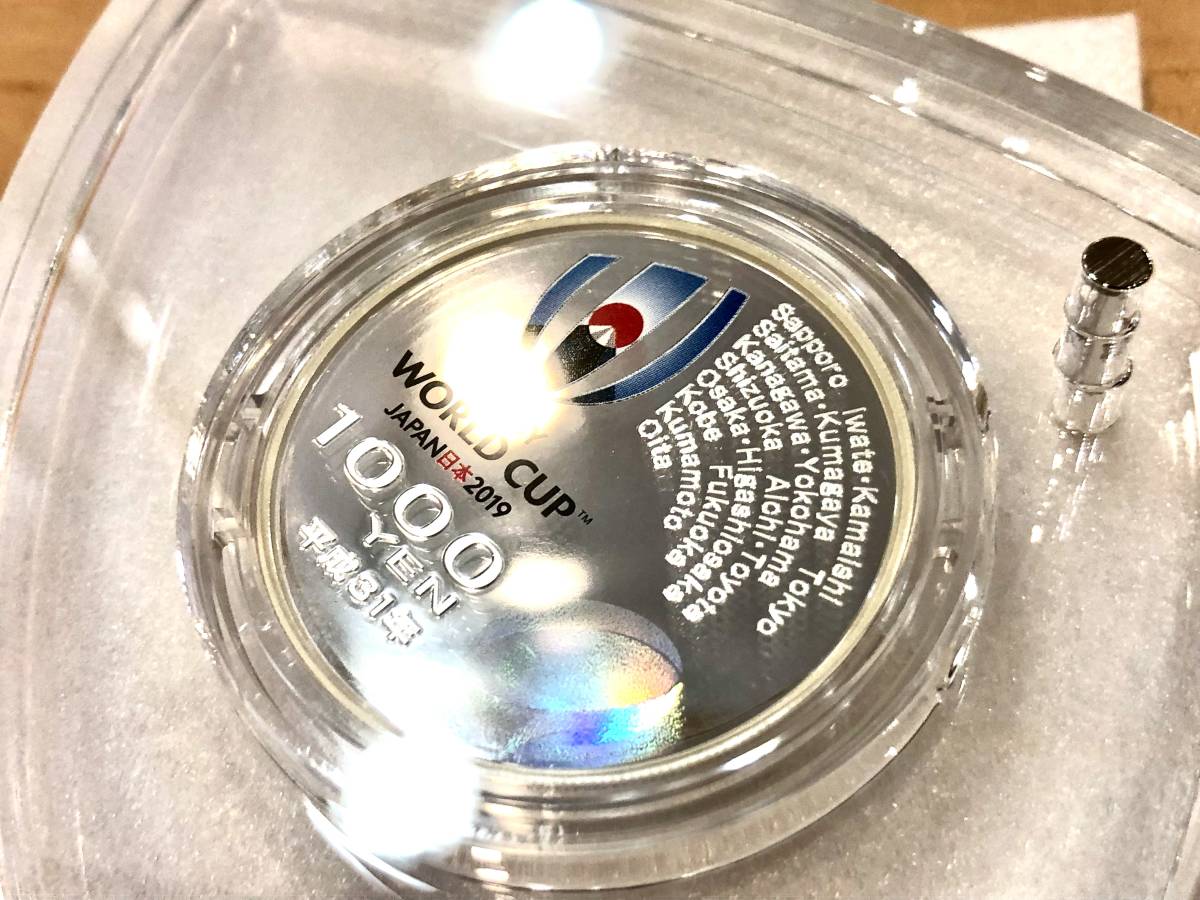 WORLD CUP™
JAPAN日本2019
1000
YEN
平成31年
Sapporo Iwate·Kamaishi
Saitama·Kumagaya Tokyo
Kanagawa·Yokohama
Shizuoka Aichi·Toyota
Osaka·Higashiosaka
Kobe Fukuoka
Kumamoto
Oita